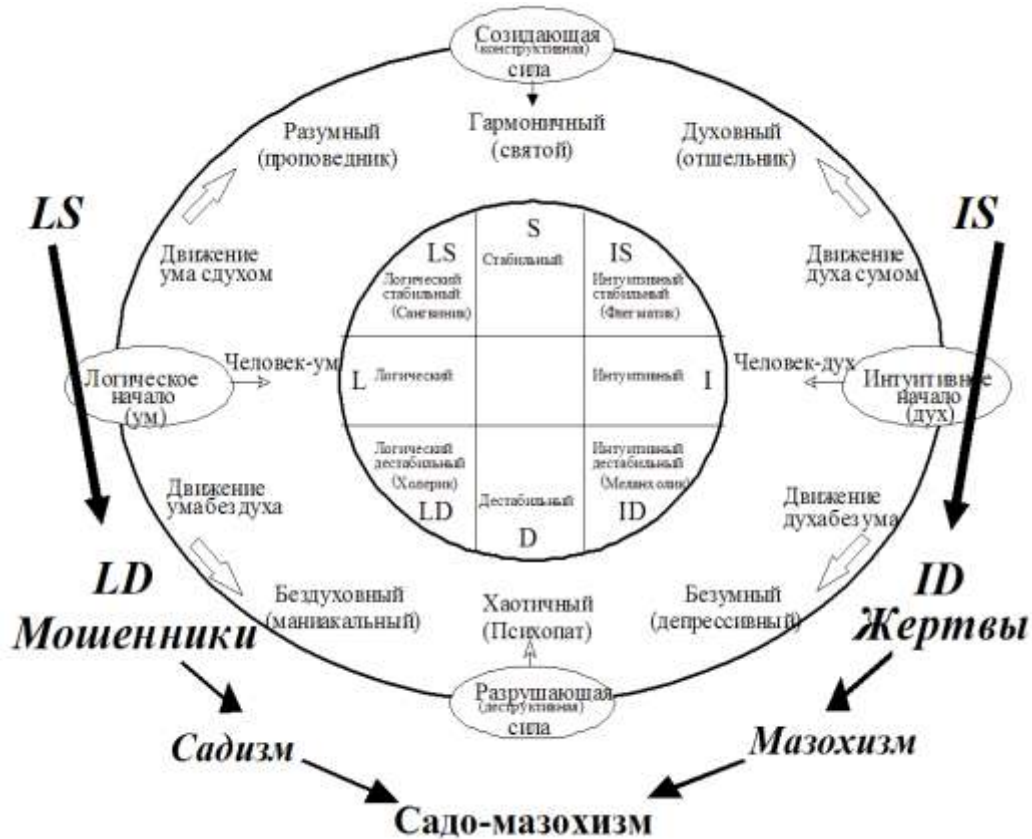 Созидающая
(конструктивная)
сила
Разумный
(проповедник)
Гармоничный
(святой)
Духовный
(отшельник)
LS
IS
Движение
ума сдухом
Движение
духа сумом
LS
Логический
стабильный
(Сангвиник)
S
Стабильный
IS
Интуитивный
стабильный
(Флегматик)
Логическое
начало
(ум)
Человек-ум
L
Логический
Интуитивный
I
Человек-дух
Интуитивное
начало
(дух)
Логический
дестабильный
(Холерик)
LD
Дестабильный
D
Интуитивный
дестабильный
(Меланхолик)
ID
Движение
умабездуха
Движение
духабезума
LD
Мошенники
Бездуховный
(маниакальный)
Хаотичный
(Психопат)
Безумный
(депрессивный)
ID
Жертвы
Разрушающая
(деструктивная)
сила
Садизм
Мазохизм
Садо-мазохизм